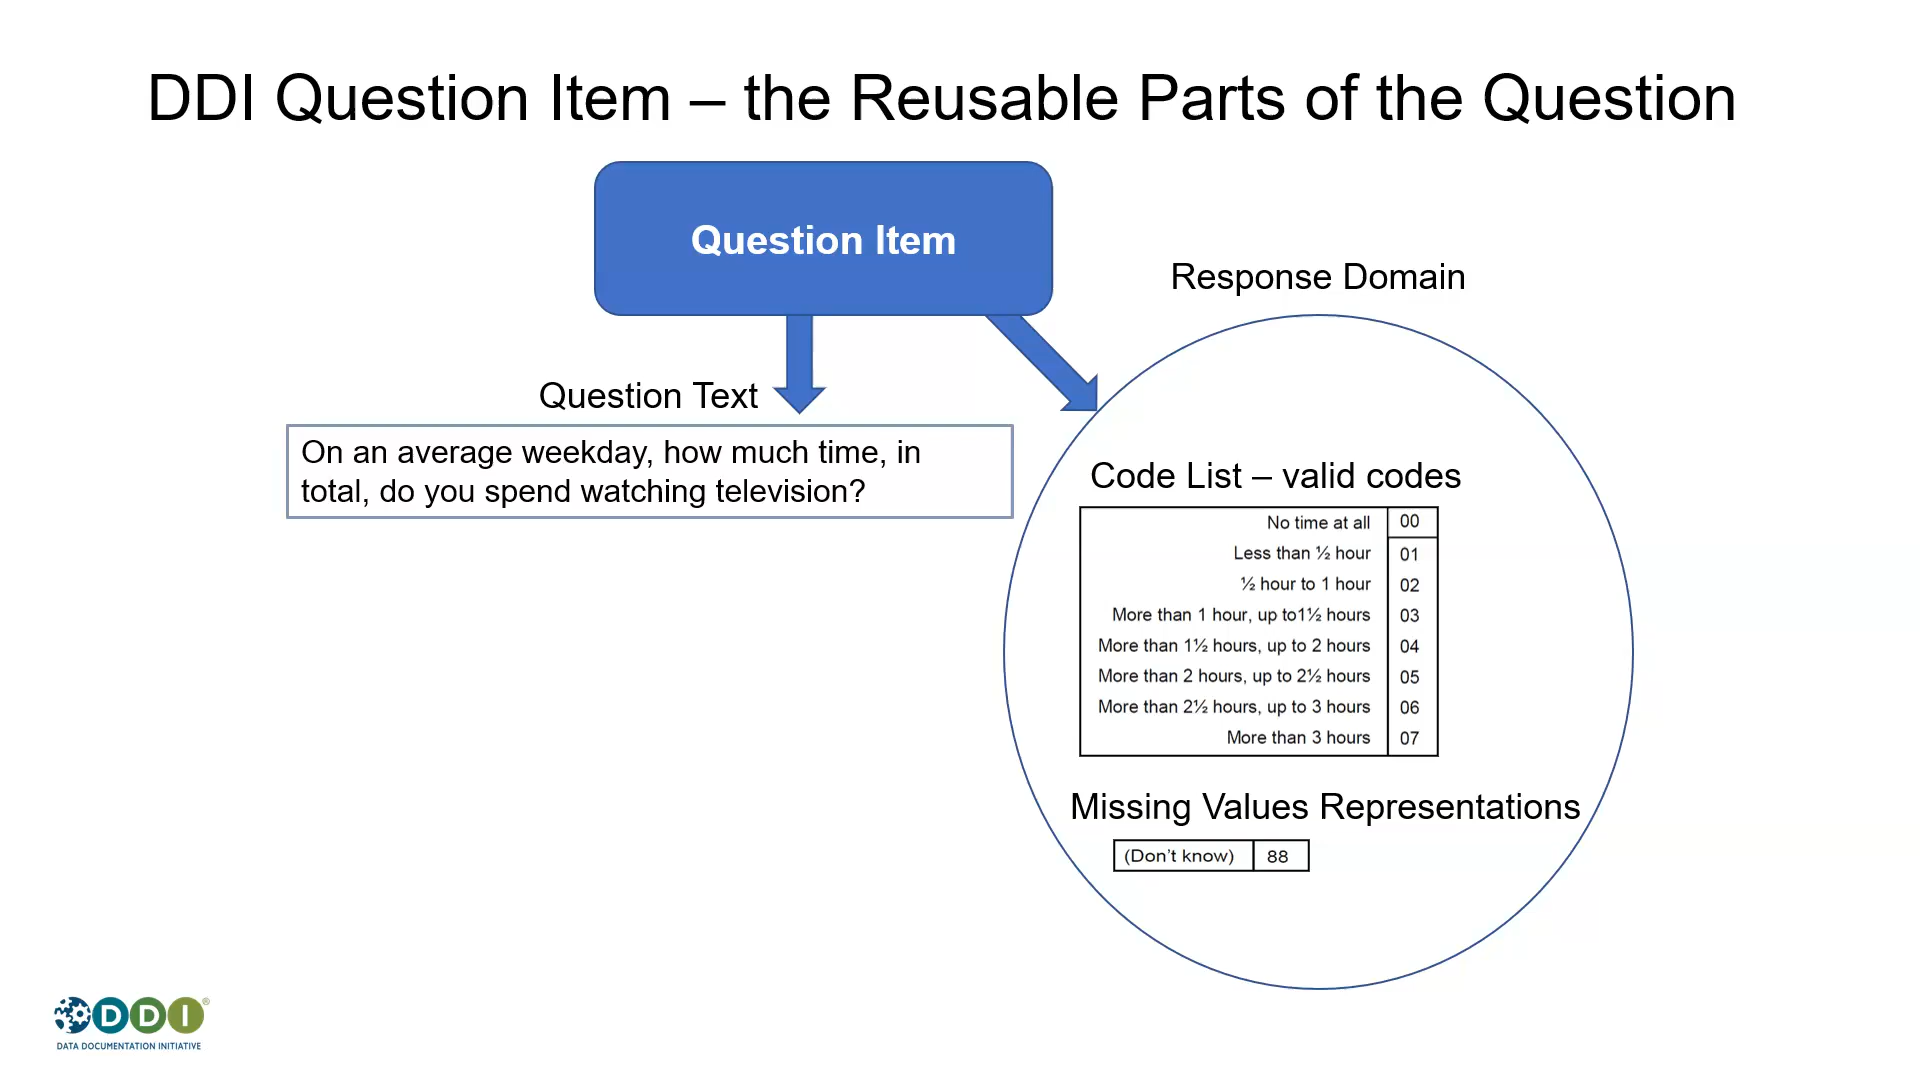 DDI Question Item – the Reusable Parts of the Question
Question Item
Response Domain
Question Text
On an average weekday, how much time, in
total, do you spend watching television?
Code List – valid codes
No time at all 00
Less than ½ hour 01
½ hour to 1 hour 02
More than 1 hour, up to1½ hours 03
More than 1½ hours, up to 2 hours 04
More than 2 hours, up to 2½ hours 05
More than 2½ hours, up to 3 hours 06
More than 3 hours 07
Missing Values Representations
(Don't know) 88
DDI®
DATA DOCUMENTATION INITIATIVE